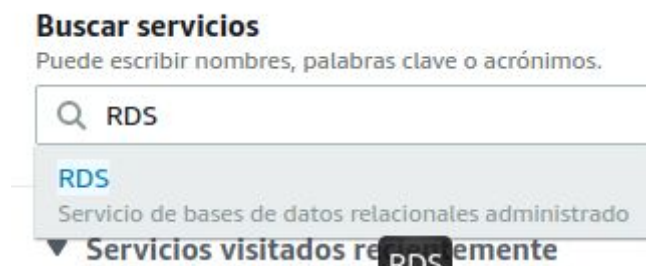 Buscar servicios
Puede escribir nombres, palabras clave o acrónimos.
RDS
RDS
Servicio de bases de datos relacionales administrado
Servicios visitados recientemente
RDS